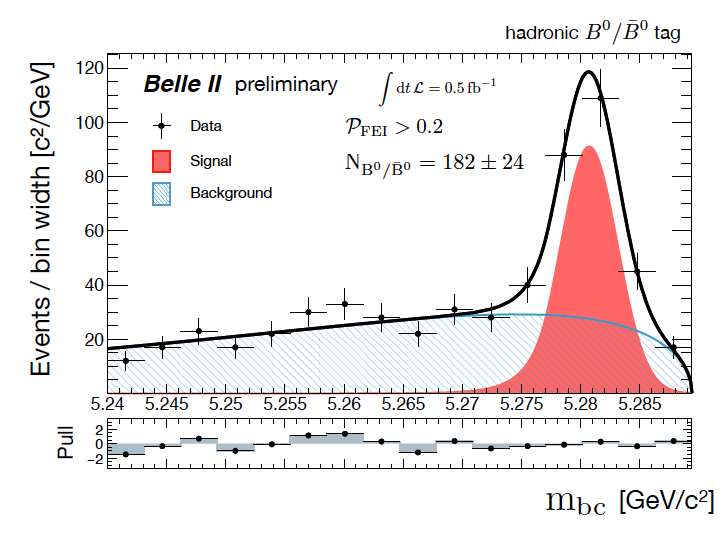 hadronic B⁰/B̄⁰ tag
Belle II preliminary
∫ dt 𝓛 = 0.5 fb⁻¹
Data
Signal
Background
𝒫FEI > 0.2
N_B⁰/B̄⁰ = 182 ± 24
Events / bin width [c²/GeV]
120
100
80
60
40
20
5.24 5.245 5.25 5.255 5.26 5.265 5.27 5.275 5.28 5.285
Pull
2
0
−2
m_bc [GeV/c²]